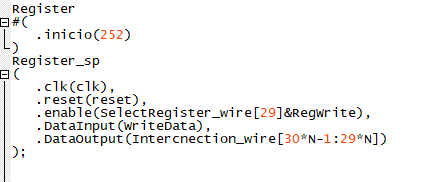 Register
#(
.inicio(252)
)
Register_sp
(
.clk(clk),
.reset(reset),
.enable(SelectRegister_wire[29]&RegWrite),
.DataInput(WriteData),
.DataOutput(Intercnection_wire[30*N-1:29*N])
);